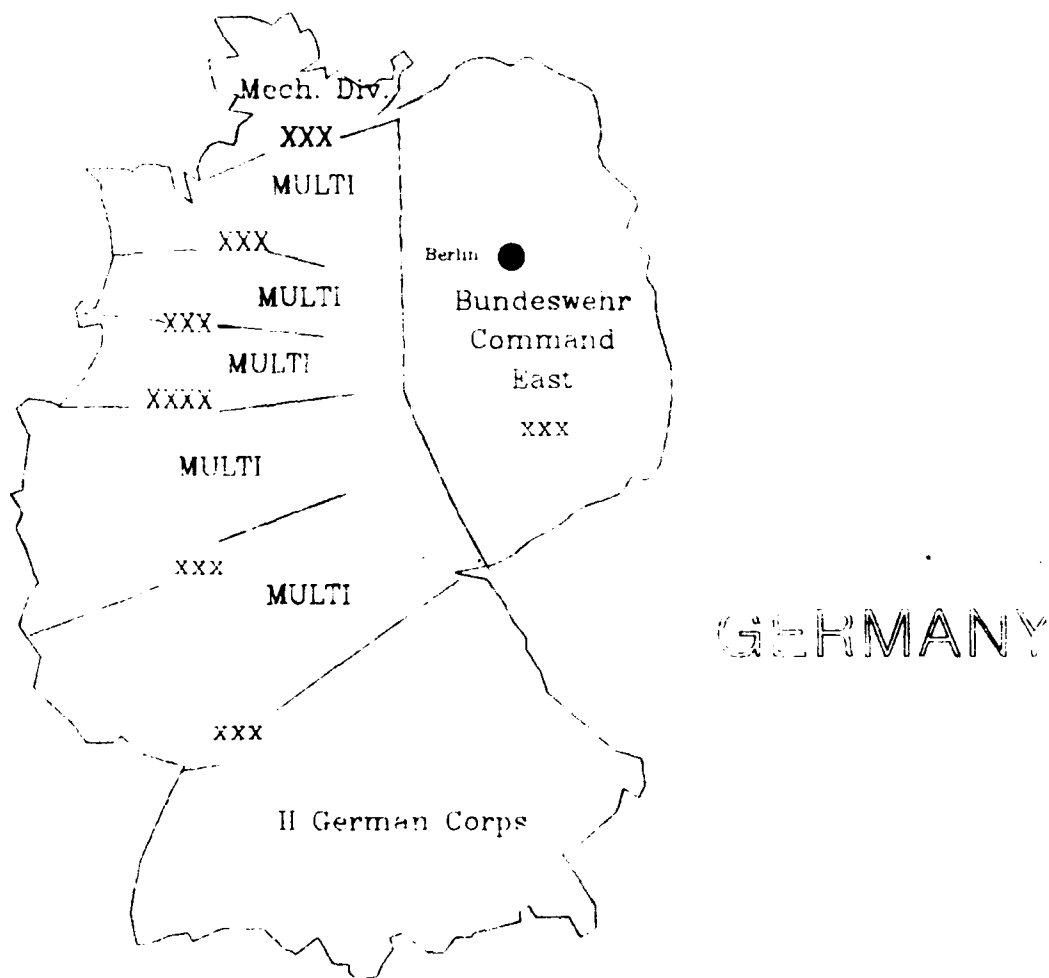 Mech. Div.
XXX
MULTI
XXX
Berlin
MULTI
Bundeswehr
Command
East
XXX
XXX
MULTI
XXXX
MULTI
XXX
MULTI
GERMANY
XXX
II German Corps